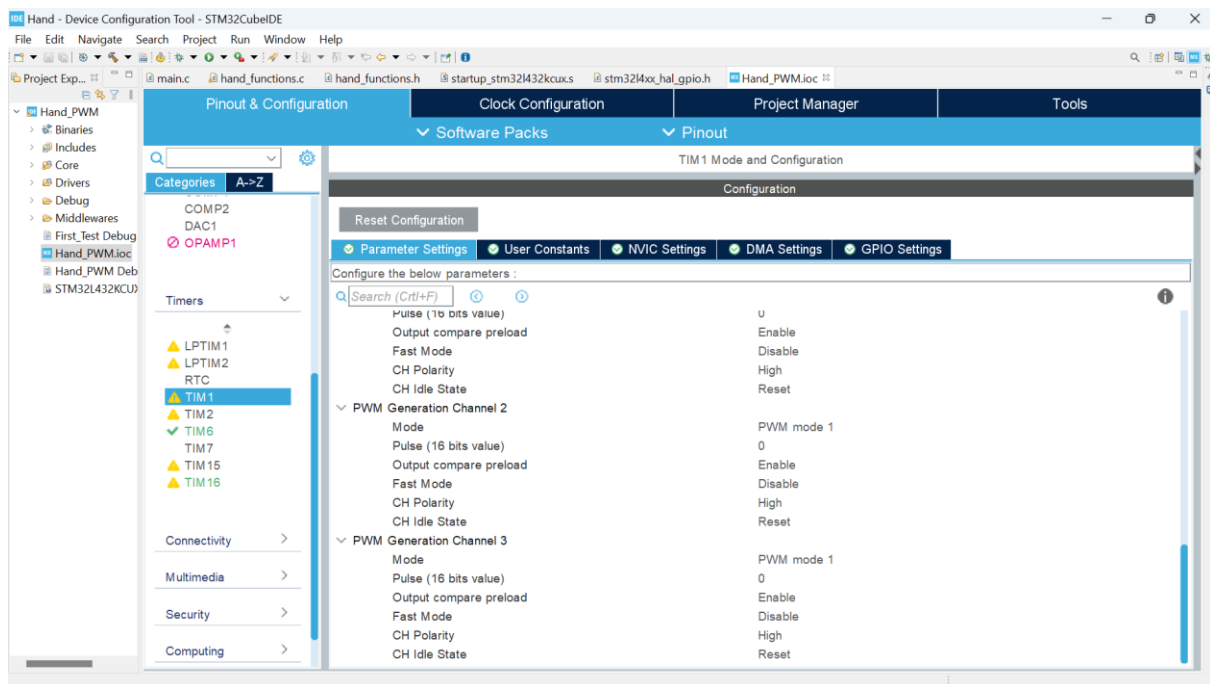 IDE Hand - Device Configuration Tool - STM32CubeIDE
File Edit Navigate Search Project Run Window Help
Project Exp...
main.c hand_functions.c hand_functions.h startup_stm32l432kcux.s stm32l4xx_hal_gpio.h Hand_PWM.ioc
Hand_PWM
Binaries
Includes
Core
Drivers
Debug
Middlewares
First_Test Debug
Hand_PWM.ioc
Hand_PWM Deb
STM32L432KCUX
Pinout & Configuration Clock Configuration Project Manager Tools
Software Packs Pinout
TIM1 Mode and Configuration
Categories A->Z
COMP2
DAC1
OPAMP1
Timers
LPTIM1
LPTIM2
RTC
TIM1
TIM2
TIM6
TIM7
TIM15
TIM16
Connectivity
Multimedia
Security
Computing
Configuration
Reset Configuration
Parameter Settings User Constants NVIC Settings DMA Settings GPIO Settings
Configure the below parameters :
Search (Crtl+F)
Pulse (16 bits value) 0
Output compare preload Enable
Fast Mode Disable
CH Polarity High
CH Idle State Reset
PWM Generation Channel 2
Mode PWM mode 1
Pulse (16 bits value) 0
Output compare preload Enable
Fast Mode Disable
CH Polarity High
CH Idle State Reset
PWM Generation Channel 3
Mode PWM mode 1
Pulse (16 bits value) 0
Output compare preload Enable
Fast Mode Disable
CH Polarity High
CH Idle State Reset